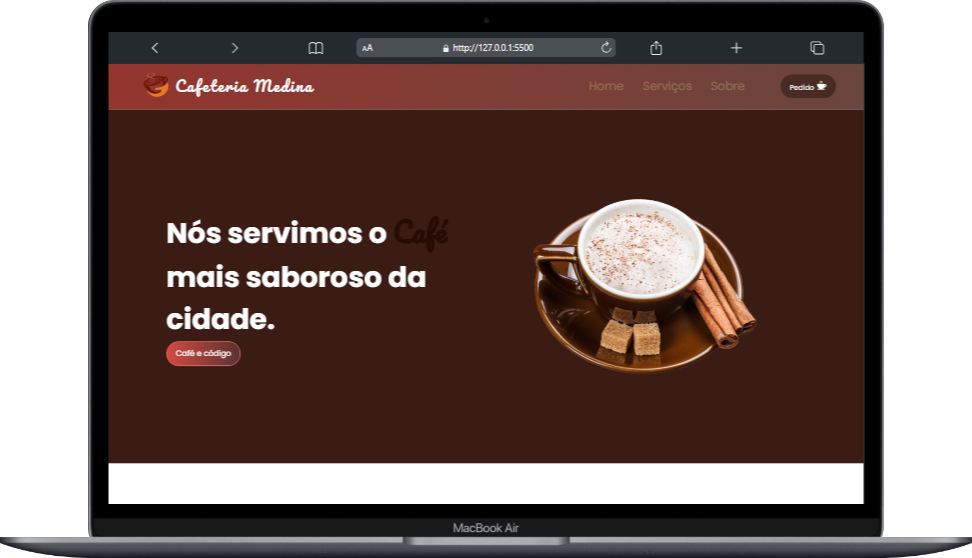 AA http://127.0.0.1:5500
Cafeteria Medina Home Serviços Sobre Pedido
Nós servimos o Café
mais saboroso da
cidade.
Café e código
MacBook Air